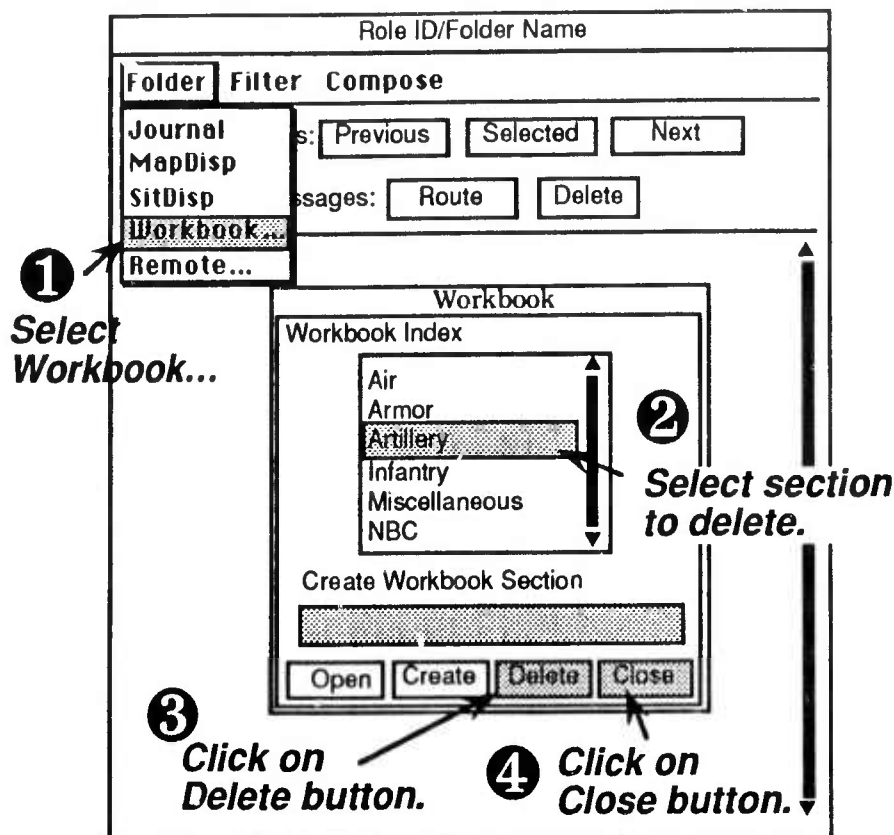 Role ID/Folder Name
Folder Filter Compose
Journal
MapDisp
SitDisp
Workbook...
Remote...
s: Previous Selected Next
ssages: Route Delete
1
Select
Workbook...
Workbook
Workbook Index
Air
Armor
Artillery
Infantry
Miscellaneous
NBC
2
Select section
to delete.
Create Workbook Section
Open Create Delete Close
3
Click on
Delete button.
4
Click on
Close button.